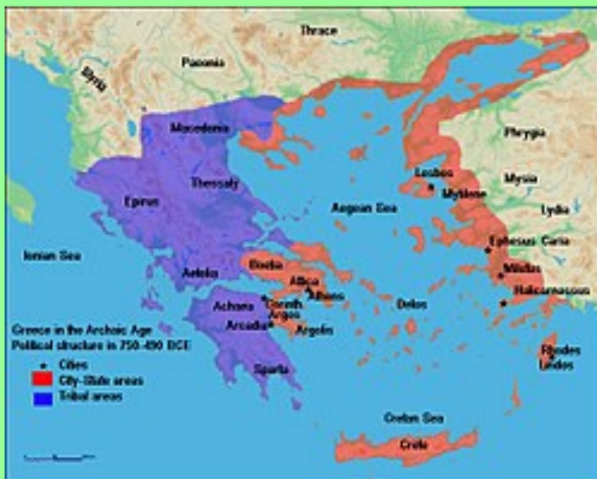 Thrace
Paeonia
Illyria
Macedonia
Phrygia
Lesbos
Mysia
Thessaly
Mytilene
Epirus
Aegean Sea
Lydia
Ephesus Caria
Ionian Sea
Boetia
Miletus
Aetolia
Attica
Halicarnassus
Athens
Achaea
Corinth
Delos
Argos
Arcadia
Argolis
Greece in the Archaic Age
Political structure in 750-490 BCE
Cities
City-State areas
Tribal areas
Sparta
Rhodes
Lindos
Cretan Sea
Crete